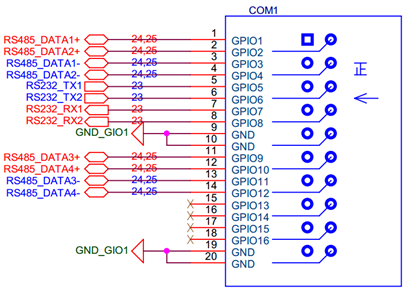 COM1
RS485_DATA1+ 24,25 1 GPIO1
RS485_DATA2+ 24,25 2 GPIO2
RS485_DATA1- 24,25 3 GPIO3
RS485_DATA2- 24,25 4 GPIO4
RS232_TX1 23 5 GPIO5
RS232_TX2 23 6 GPIO6
RS232_RX1 23 7 GPIO7
RS232_RX2 23 8 GPIO8
GND_GIO1 9 GND
10 GND
RS485_DATA3+ 24,25 11 GPIO9
RS485_DATA4+ 24,25 12 GPIO10
RS485_DATA3- 24,25 13 GPIO11
RS485_DATA4- 24,25 14 GPIO12
15 GPIO13
16 GPIO14
17 GPIO15
18 GPIO16
GND_GIO1 19 GND
20 GND
正